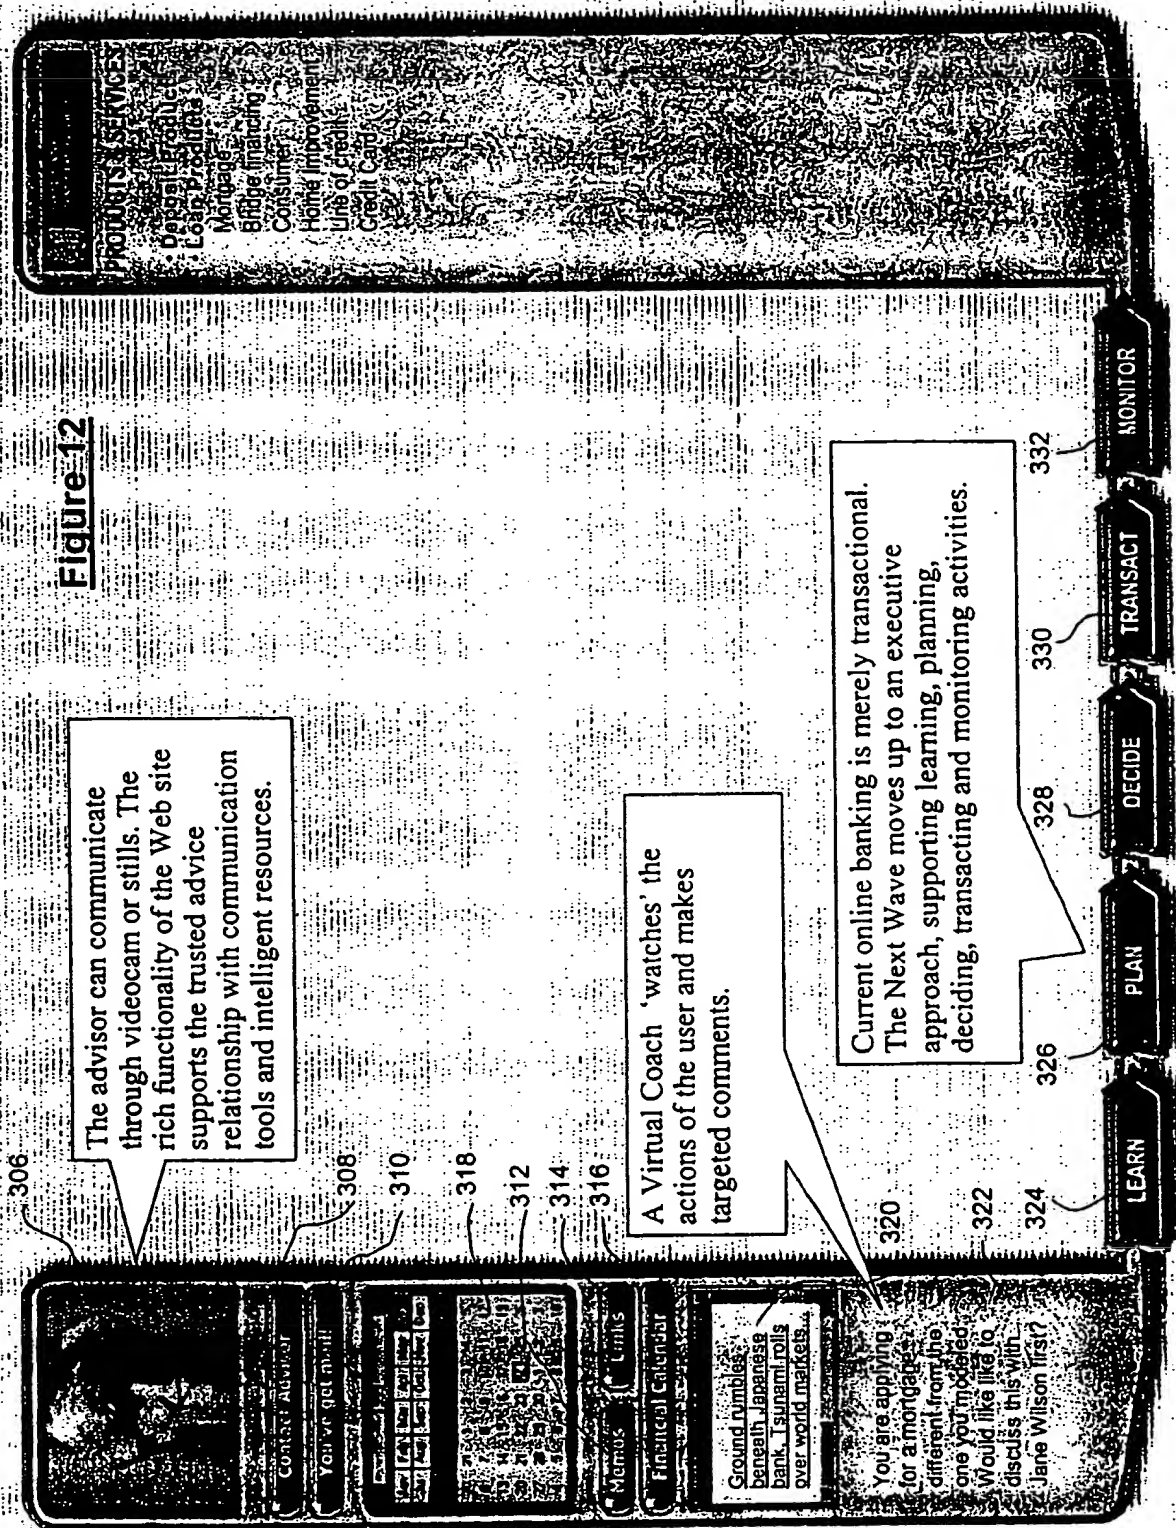 Figure 12
306
The advisor can communicate
through videocam or stills. The
rich functionality of the Web site
supports the trusted advice
relationship with communication
tools and intelligent resources.
Contact Advisor
308
You've got mail!
310
318
312
314
316
Memos
Links
Financial Calendar
Ground rumbles
beneath Japanese
bank. Tsunami rolls
over world markets...
A Virtual Coach 'watches' the
actions of the user and makes
targeted comments.
320
You are applying
for a mortgage
different from the
one you modeled.
Would like like to
discuss this with
Jane Wilson first?
322
Current online banking is merely transactional.
The Next Wave moves up to an executive
approach, supporting learning, planning,
deciding, transacting and monitoring activities.
324
326
328
330
332
LEARN
PLAN
DECIDE
TRANSACT
MONITOR
PRODUCTS & SERVICES
• Deposit Products
• Loan Products
Mortgage
Bridge financing
Consumer
Home Improvement
Line of credit
Credit Card